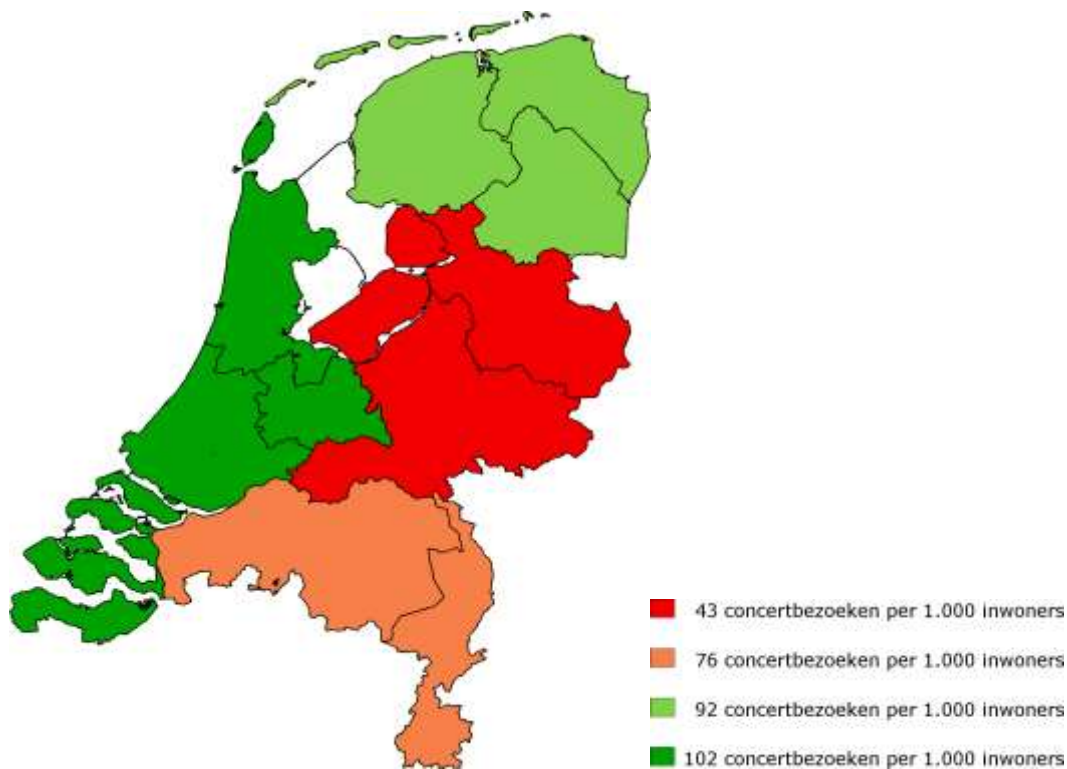 43 concertbezoeken per 1.000 inwoners
76 concertbezoeken per 1.000 inwoners
92 concertbezoeken per 1.000 inwoners
102 concertbezoeken per 1.000 inwoners